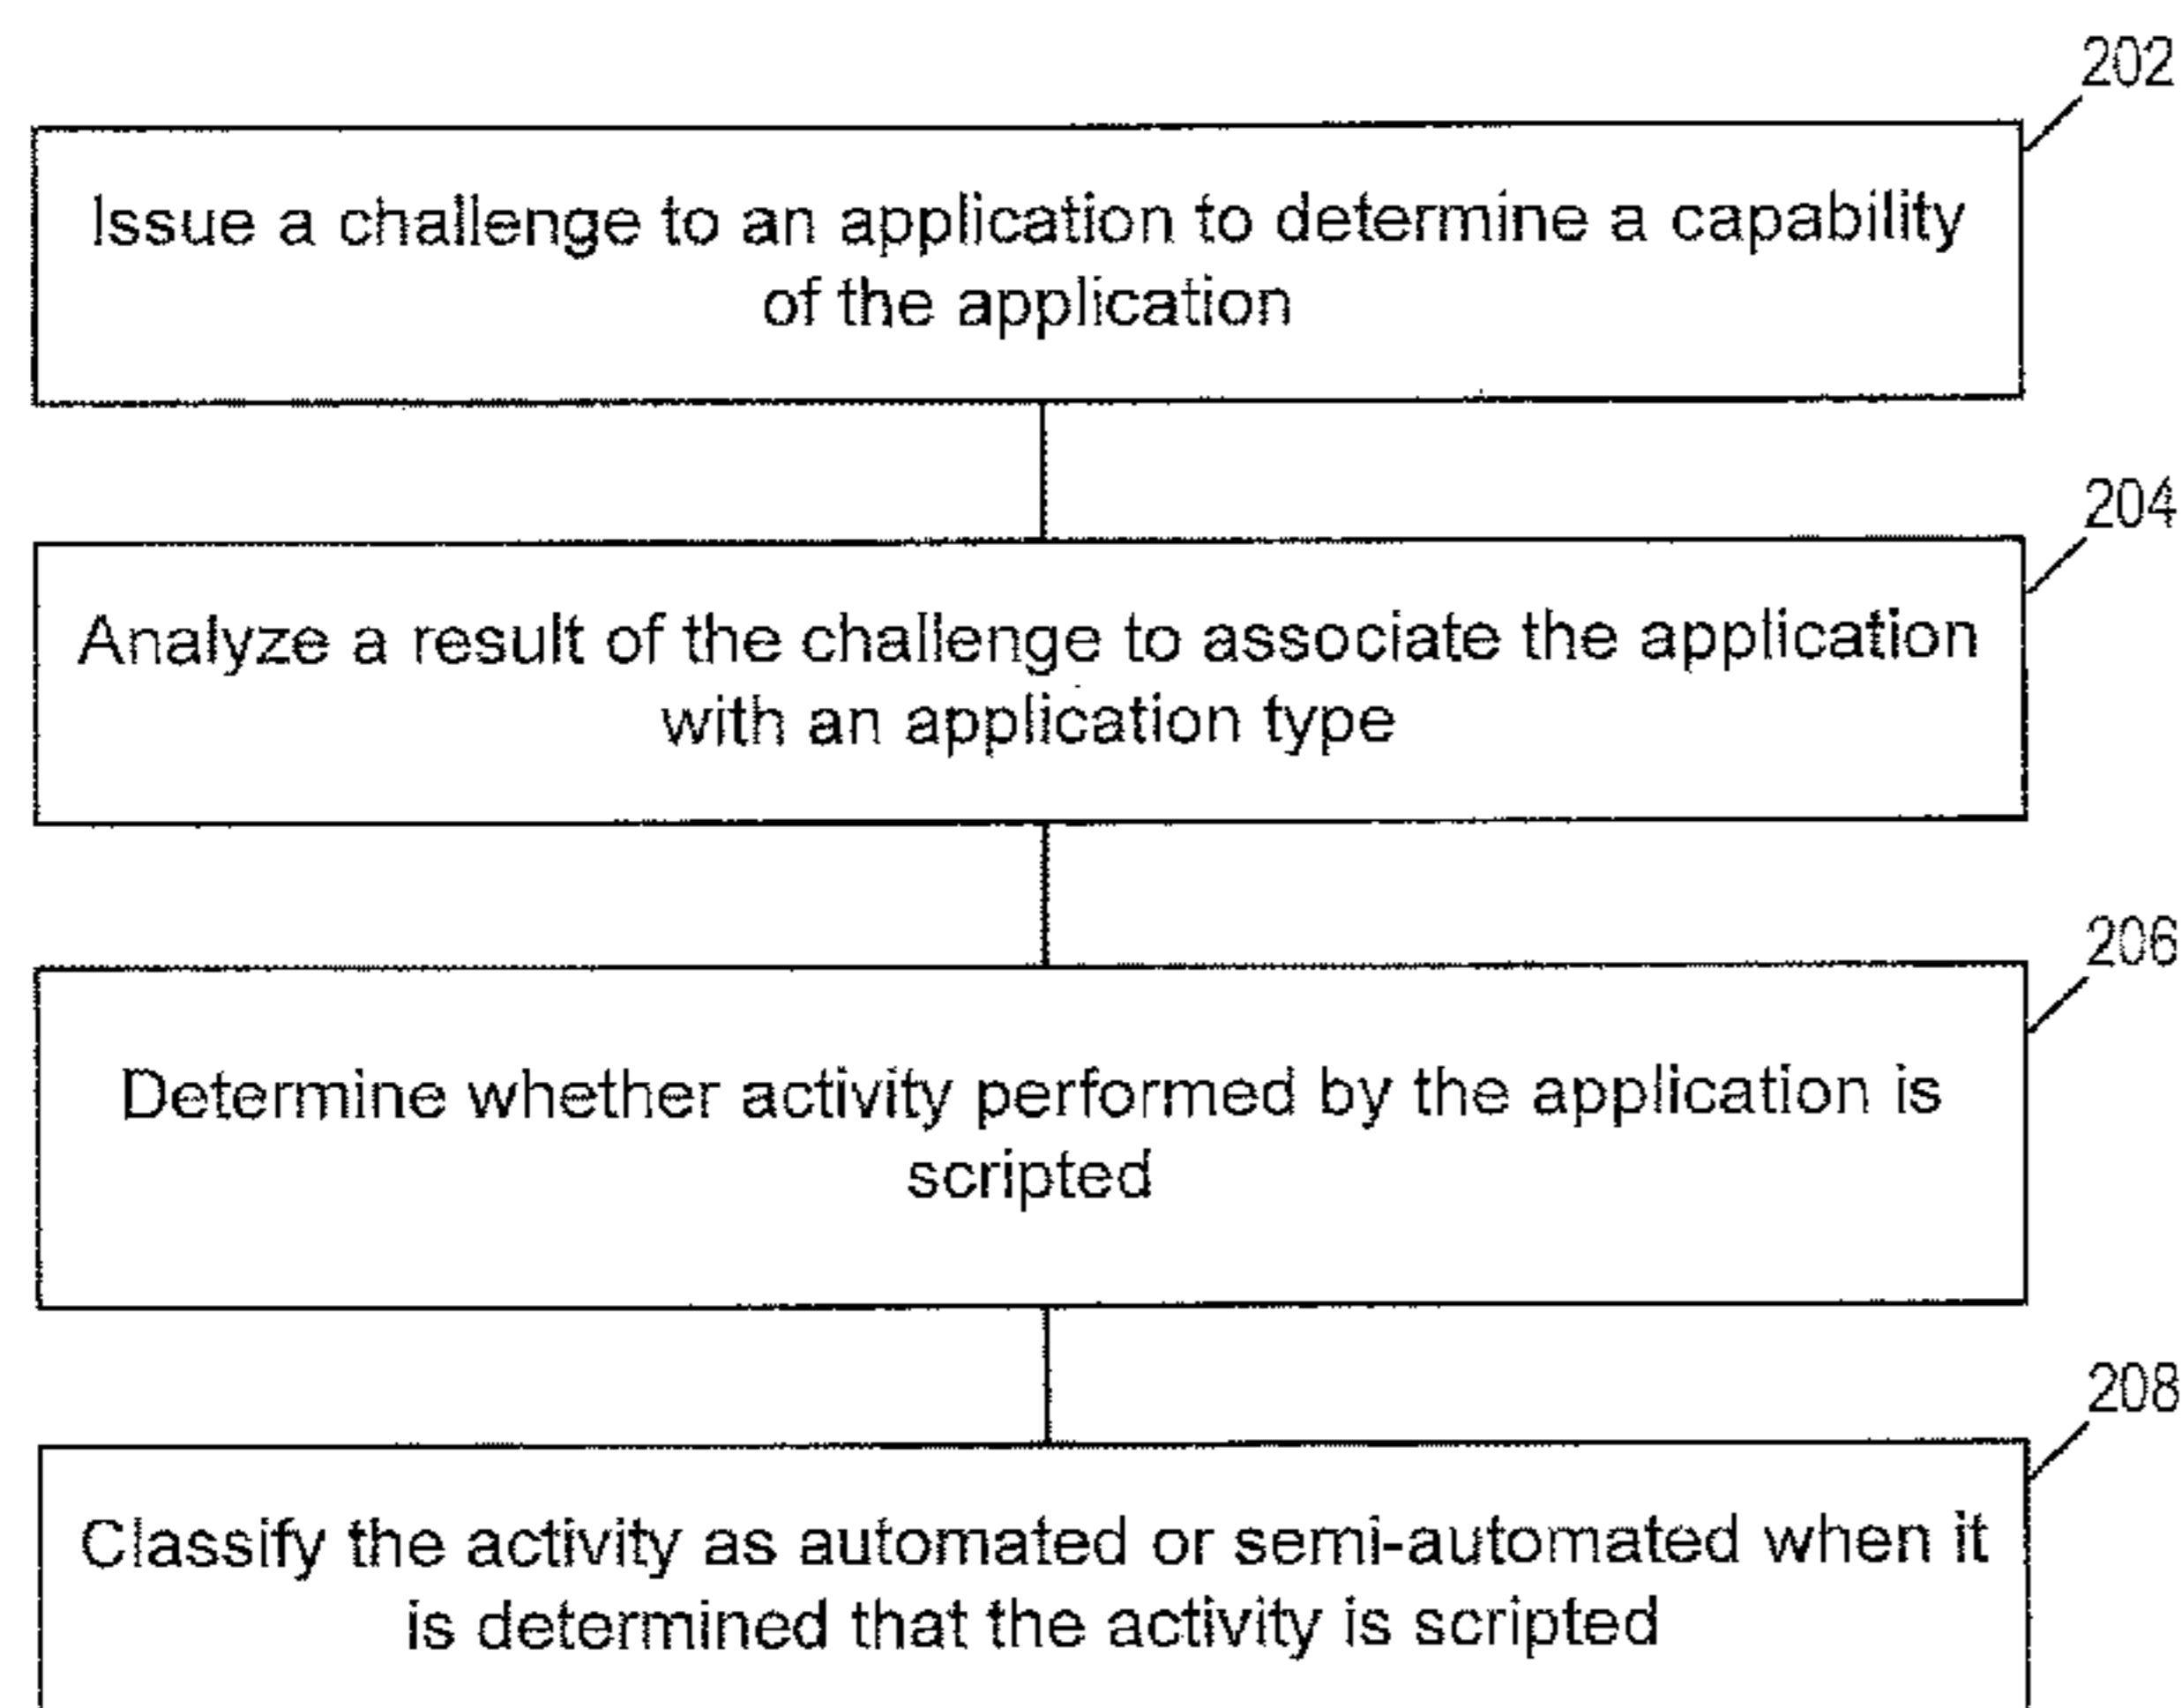 202
Issue a challenge to an application to determine a capability
of the application
204
Analyze a result of the challenge to associate the application
with an application type
206
Determine whether activity performed by the application is
scripted
208
Classify the activity as automated or semi-automated when it
is determined that the activity is scripted